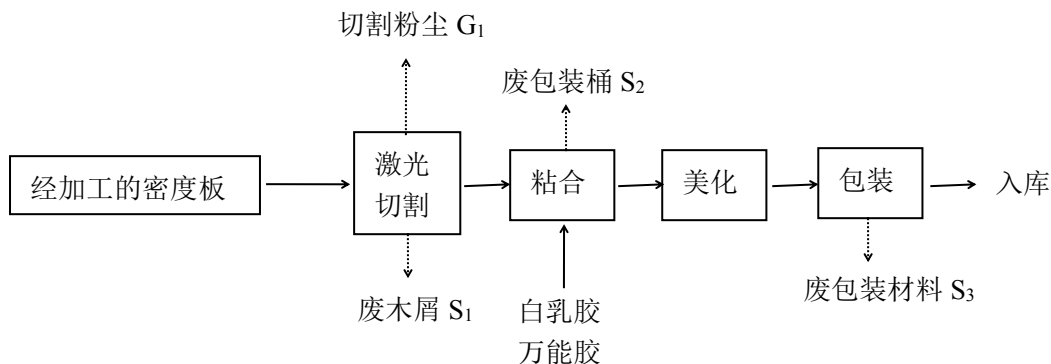 切割粉尘 G₁
废包装桶 S₂
经加工的密度板
激光
切割
粘合
美化
包装
入库
废木屑 S₁
白乳胶
万能胶
废包装材料 S₃